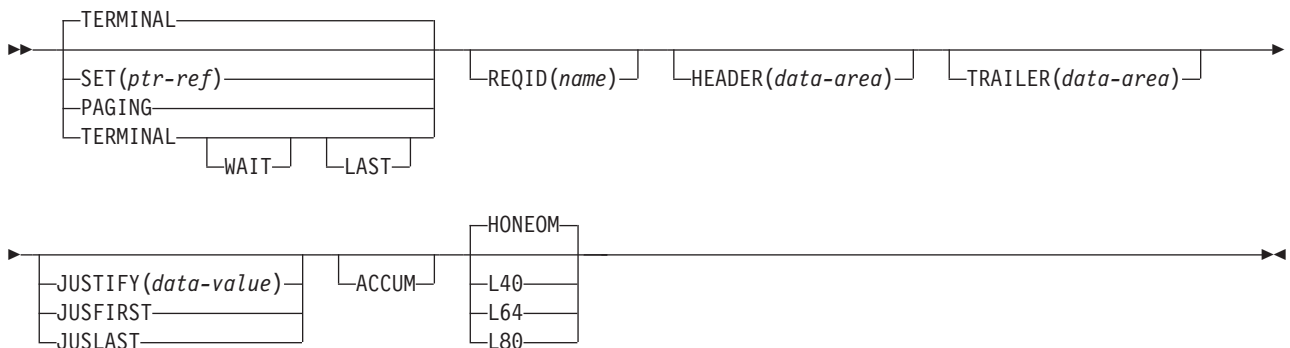 TERMINAL
SET(ptr-ref)
PAGING
TERMINAL
WAIT
LAST
REQID(name)
HEADER(data-area)
TRAILER(data-area)
JUSTIFY(data-value)
JUSFIRST
JUSLAST
ACCUM
HONEOM
L40
L64
L80